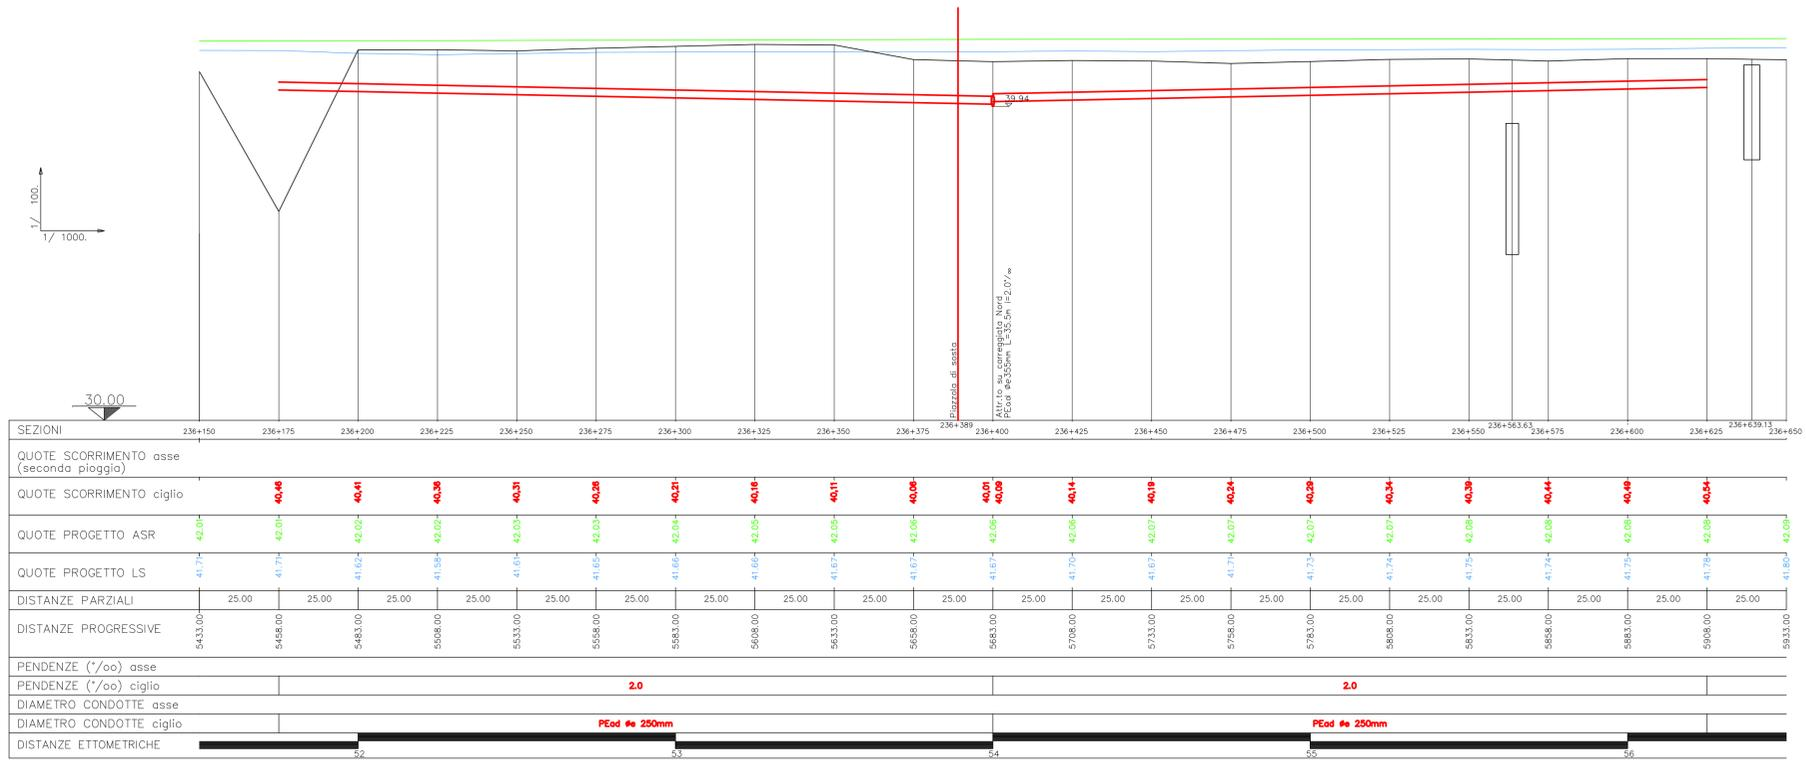 39.94
1/ 100.
1/ 1000.
Piazzola di sosta
Attr.to su carreggiata Nord
PEad Øe355mm L=35.5m i=2.0°/∞
30.00
SEZIONI 236+150 236+175 236+200 236+225 236+250 236+275 236+300 236+325 236+350 236+375 236+389 236+400 236+425 236+450 236+475 236+500 236+525 236+550 236+563.63 236+575 236+600 236+625 236+639.13 236+650
QUOTE SCORRIMENTO asse
(seconda pioggia)
QUOTE SCORRIMENTO ciglio 40,46 40,41 40,36 40,31 40,26 40,21 40,16 40,11 40,06 40,01 40,09 40,14 40,19 40,24 40,29 40,34 40,39 40,44 40,49 40,54
QUOTE PROGETTO ASR 42.01 42.01 42.02 42.02 42.03 42.03 42.04 42.05 42.05 42.06 42.06 42.06 42.07 42.07 42.07 42.07 42.08 42.08 42.08 42.08 42.09
QUOTE PROGETTO LS 41.71 41.71 41.62 41.58 41.61 41.65 41.66 41.66 41.67 41.67 41.67 41.70 41.67 41.71 41.73 41.74 41.75 41.74 41.75 41.78 41.80
DISTANZE PARZIALI 25.00 25.00 25.00 25.00 25.00 25.00 25.00 25.00 25.00 25.00 25.00 25.00 25.00 25.00 25.00 25.00 25.00 25.00 25.00 25.00
DISTANZE PROGRESSIVE 5433.00 5458.00 5483.00 5508.00 5533.00 5558.00 5583.00 5608.00 5633.00 5658.00 5683.00 5708.00 5733.00 5758.00 5783.00 5808.00 5833.00 5858.00 5883.00 5908.00 5933.00
PENDENZE (°/oo) asse
PENDENZE (°/oo) ciglio 2.0 2.0
DIAMETRO CONDOTTE asse
DIAMETRO CONDOTTE ciglio PEad Øe 250mm PEad Øe 250mm
DISTANZE ETTOMETRICHE 52 53 54 55 56